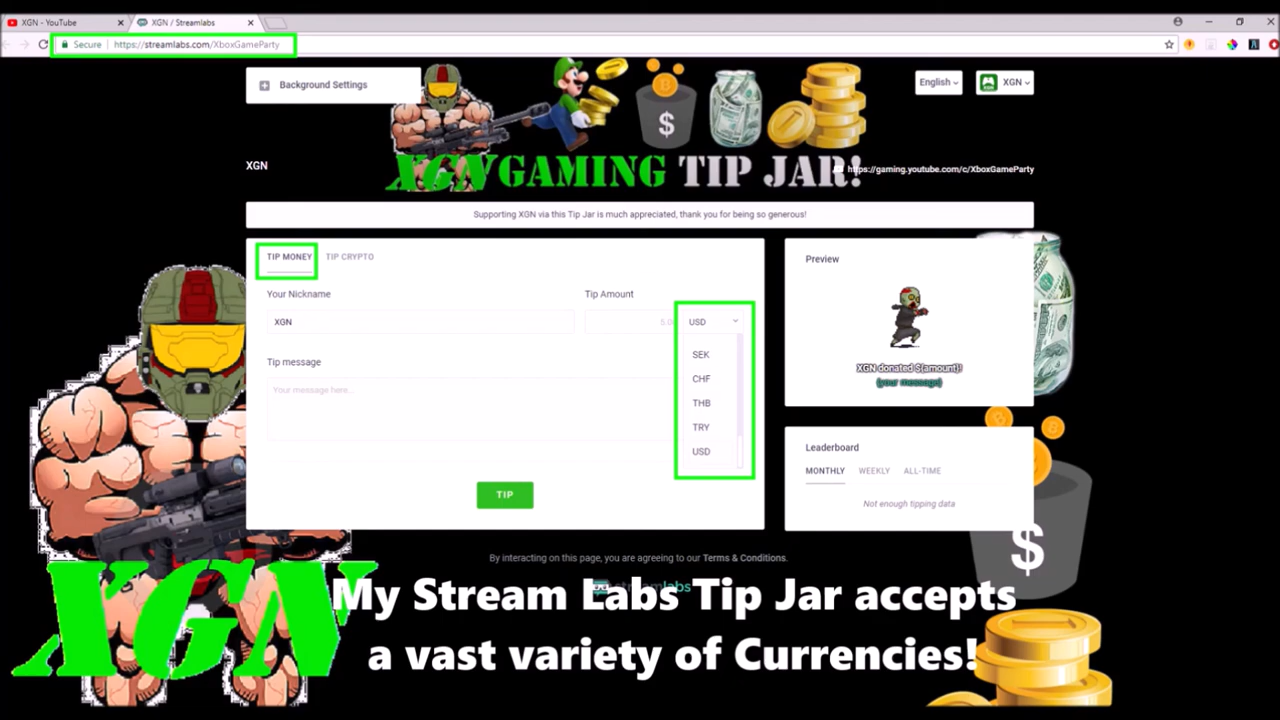 XGN - YouTube
XGN / Streamlabs
Secure
https://streamlabs.com/XboxGameParty
Background Settings
English
XGN
$
XGN
XGN GAMING TIP JAR!
https://gaming.youtube.com/c/XboxGameParty
Supporting XGN via this Tip Jar is much appreciated, thank you for being so generous!
TIP MONEY
TIP CRYPTO
Your Nickname
Tip Amount
XGN
USD
SEK
CHF
THB
TRY
USD
Tip message
Your message here...
TIP
Preview
XGN donated ${amount}!
{your message}
Leaderboard
MONTHLY
WEEKLY
ALL-TIME
Not enough tipping data
By interacting on this page, you are agreeing to our Terms & Conditions.
$
XGN
My Stream Labs Tip Jar accepts
a vast variety of Currencies!